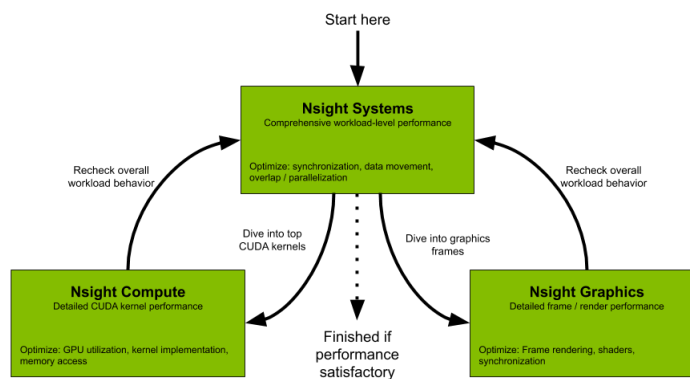 Start here
Nsight Systems
Comprehensive workload-level performance
Optimize: synchronization, data movement,
overlap / parallelization
Recheck overall
workload behavior
Recheck overall
workload behavior
Dive into top
CUDA kernels
Dive into graphics
frames
Nsight Compute
Detailed CUDA kernel performance
Optimize: GPU utilization, kernel implementation,
memory access
Finished if
performance
satisfactory
Nsight Graphics
Detailed frame / render performance
Optimize: Frame rendering, shaders,
synchronization